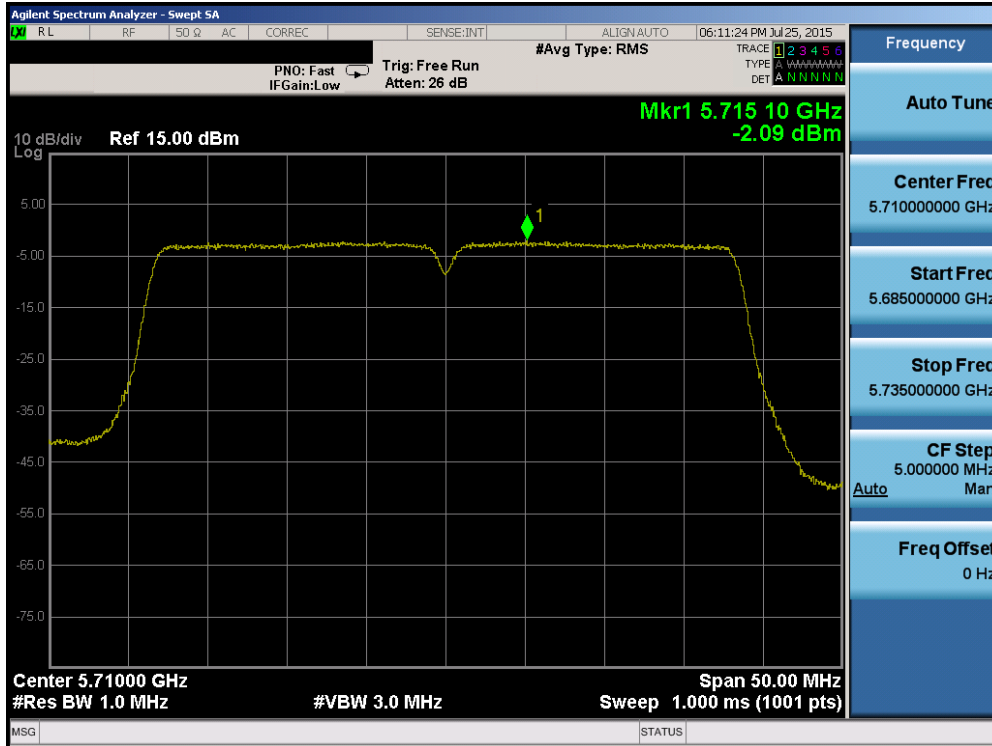 Agilent Spectrum Analyzer - Swept SA
LXI RL RF 50 Ω AC CORREC SENSE:INT ALIGN AUTO 06:11:24 PM Jul 25, 2015
#Avg Type: RMS TRACE 1 2 3 4 5 6
PNO: Fast Trig: Free Run TYPE A WWWWW
IFGain:Low Atten: 26 dB DET A N N N N N
Mkr1 5.715 10 GHz
-2.09 dBm
10 dB/div Ref 15.00 dBm
Log
1
5.00
-5.00
-15.0
-25.0
-35.0
-45.0
-55.0
-65.0
-75.0
Center 5.71000 GHz Span 50.00 MHz
#Res BW 1.0 MHz #VBW 3.0 MHz Sweep 1.000 ms (1001 pts)
MSG STATUS
Frequency
Auto Tune
Center Freq
5.710000000 GHz
Start Freq
5.685000000 GHz
Stop Freq
5.735000000 GHz
CF Step
5.000000 MHz
Auto Man
Freq Offset
0 Hz